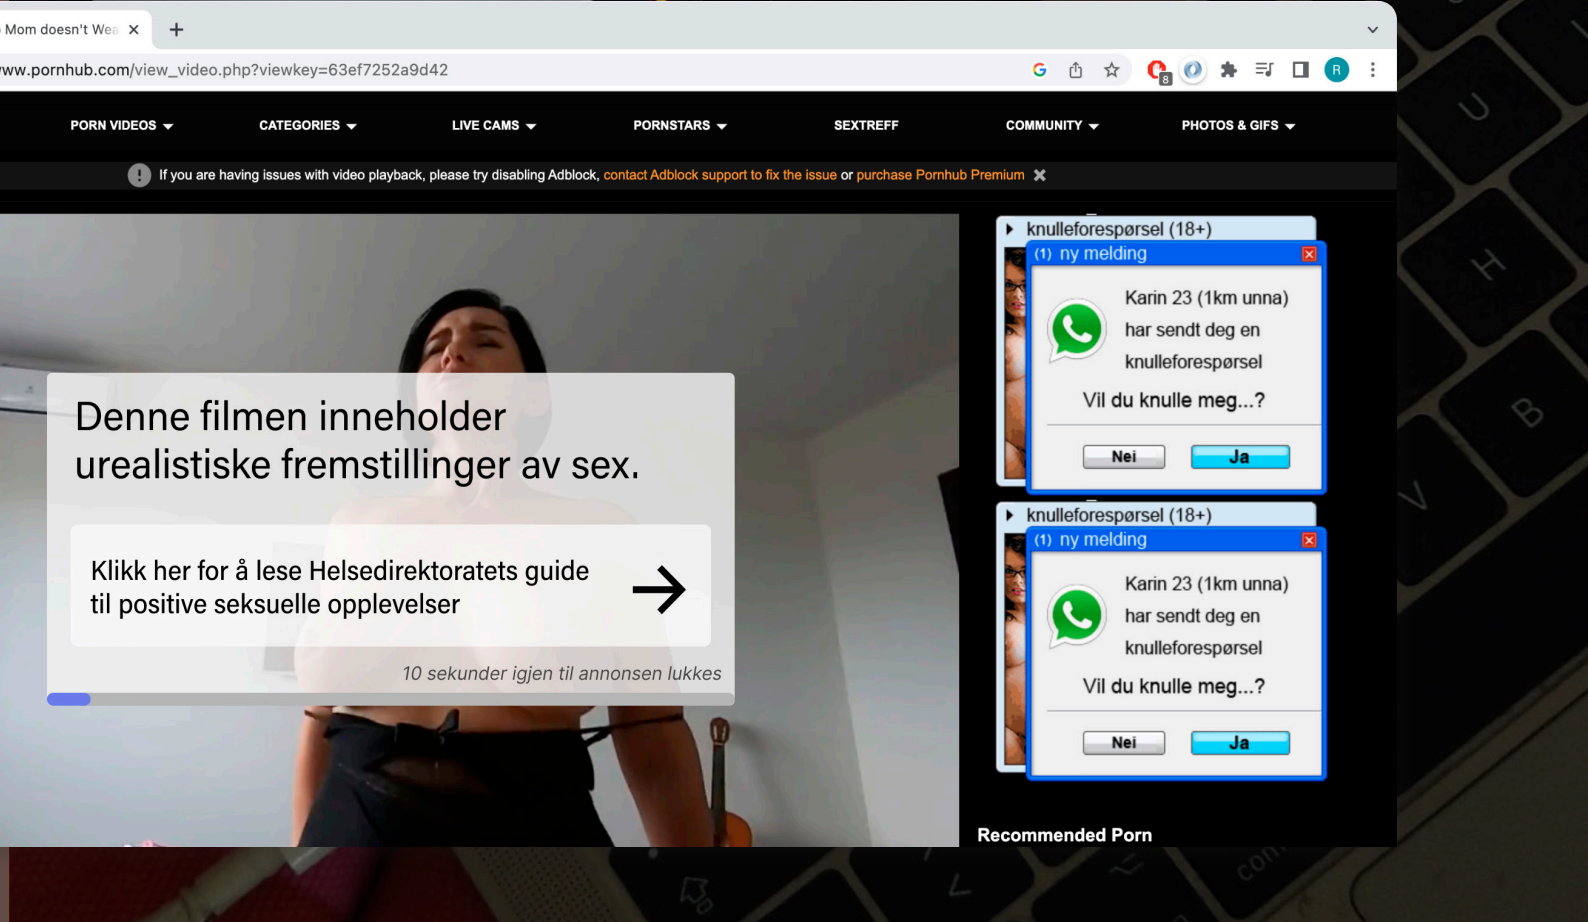 Mom doesn't Wea
www.pornhub.com/view_video.php?viewkey=63ef7252a9d42
8
R
PORN VIDEOS
CATEGORIES
LIVE CAMS
PORNSTARS
SEXTREFF
COMMUNITY
PHOTOS & GIFS
If you are having issues with video playback, please try disabling Adblock, contact Adblock support to fix the issue or purchase Pornhub Premium
Denne filmen inneholder
urealistiske fremstillinger av sex.
Klikk her for å lese Helsedirektoratets guide
til positive seksuelle opplevelser
10 sekunder igjen til annonsen lukkes
knulleforespørsel (18+)
(1) ny melding
Karin 23 (1km unna)
har sendt deg en
knulleforespørsel
Vil du knulle meg...?
Nei
Ja
knulleforespørsel (18+)
(1) ny melding
Karin 23 (1km unna)
har sendt deg en
knulleforespørsel
Vil du knulle meg...?
Nei
Ja
Recommended Porn
U
H
B
V